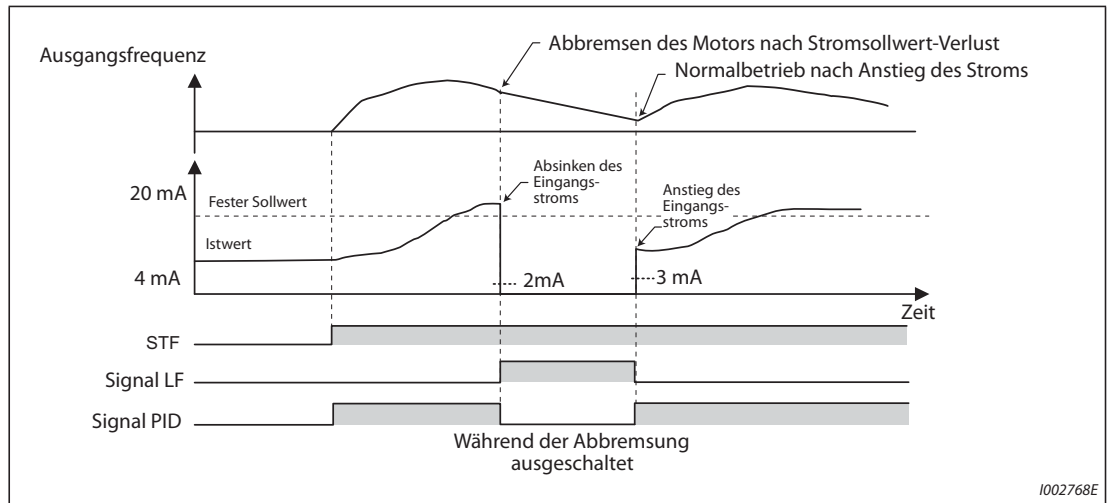 Ausgangsfrequenz
Abbremsen des Motors nach Stromsollwert-Verlust
Normalbetrieb nach Anstieg des Stroms
20 mA
Fester Sollwert
Absinken des
Eingangs-
stroms
Anstieg des
Eingangs-
stroms
Istwert
4 mA
2mA
3 mA
Zeit
STF
Signal LF
Signal PID
Während der Abbremsung
ausgeschaltet
I002768E